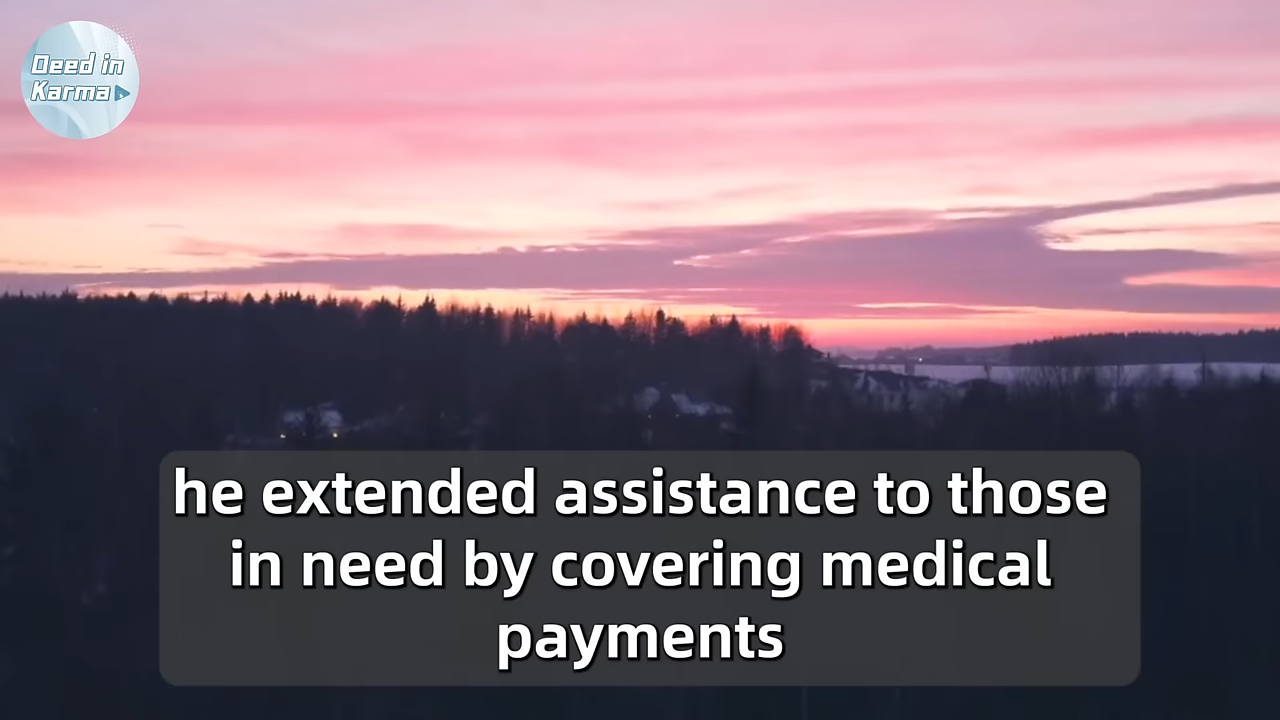 Deed in
Karma
he extended assistance to those
in need by covering medical
payments